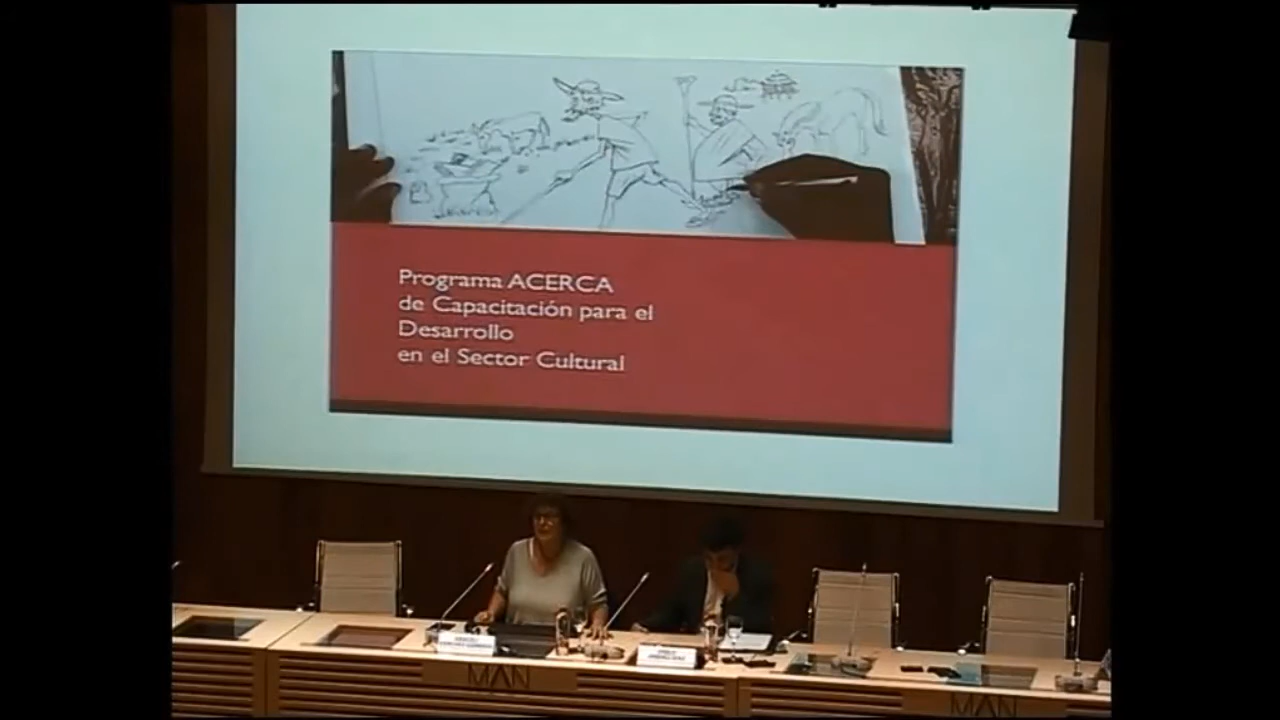 Programa ACERCA
de Capacitación para el
Desarrollo
en el Sector Cultural
MAN
MAN